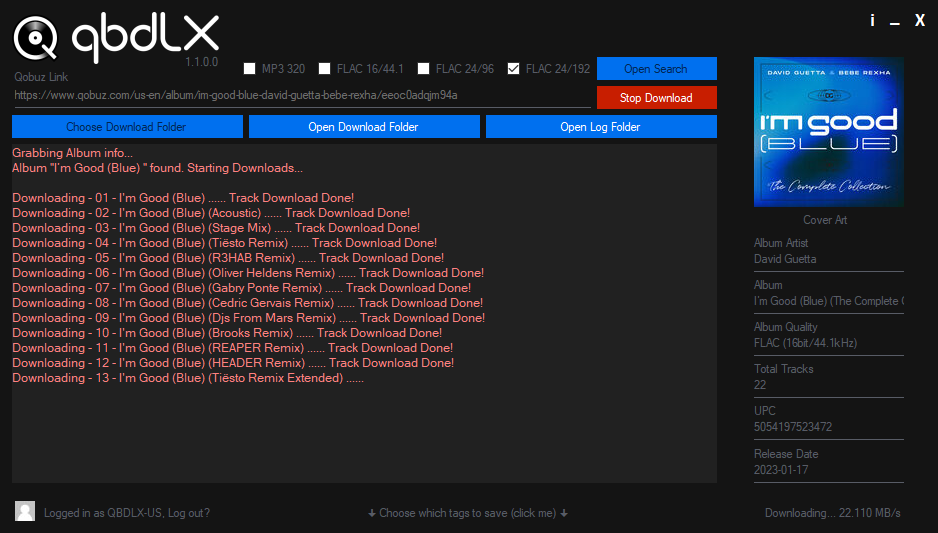 qbdlX
i _ X
1.1.0.0
Qobuz Link
MP3 320 FLAC 16/44.1 FLAC 24/96 FLAC 24/192 Open Search
https://www.qobuz.com/us-en/album/im-good-blue-david-guetta-bebe-rexha/eeoc0adqjm94a
Stop Download
Choose Download Folder Open Download Folder Open Log Folder
Grabbing Album info...
Album "I'm Good (Blue) " found. Starting Downloads...
Downloading - 01 - I'm Good (Blue) ...... Track Download Done!
Downloading - 02 - I'm Good (Blue) (Acoustic) ...... Track Download Done!
Downloading - 03 - I'm Good (Blue) (Stage Mix) ...... Track Download Done!
Downloading - 04 - I'm Good (Blue) (Tiësto Remix) ...... Track Download Done!
Downloading - 05 - I'm Good (Blue) (R3HAB Remix) ...... Track Download Done!
Downloading - 06 - I'm Good (Blue) (Oliver Heldens Remix) ...... Track Download Done!
Downloading - 07 - I'm Good (Blue) (Gabry Ponte Remix) ...... Track Download Done!
Downloading - 08 - I'm Good (Blue) (Cedric Gervais Remix) ...... Track Download Done!
Downloading - 09 - I'm Good (Blue) (Djs From Mars Remix) ...... Track Download Done!
Downloading - 10 - I'm Good (Blue) (Brooks Remix) ...... Track Download Done!
Downloading - 11 - I'm Good (Blue) (REAPER Remix) ...... Track Download Done!
Downloading - 12 - I'm Good (Blue) (HEADER Remix) ...... Track Download Done!
Downloading - 13 - I'm Good (Blue) (Tiësto Remix Extended) ......
DAVID GUETTA & BEBE REXHA
I'm good
(BLUE)
The Complete Collection
Cover Art
Album Artist
David Guetta
Album
I'm Good (Blue) (The Complete C
Album Quality
FLAC (16bit/44.1kHz)
Total Tracks
22
UPC
5054197523472
Release Date
2023-01-17
Logged in as QBDLX-US, Log out?
🡻 Choose which tags to save (click me) 🡻
Downloading... 22.110 MB/s